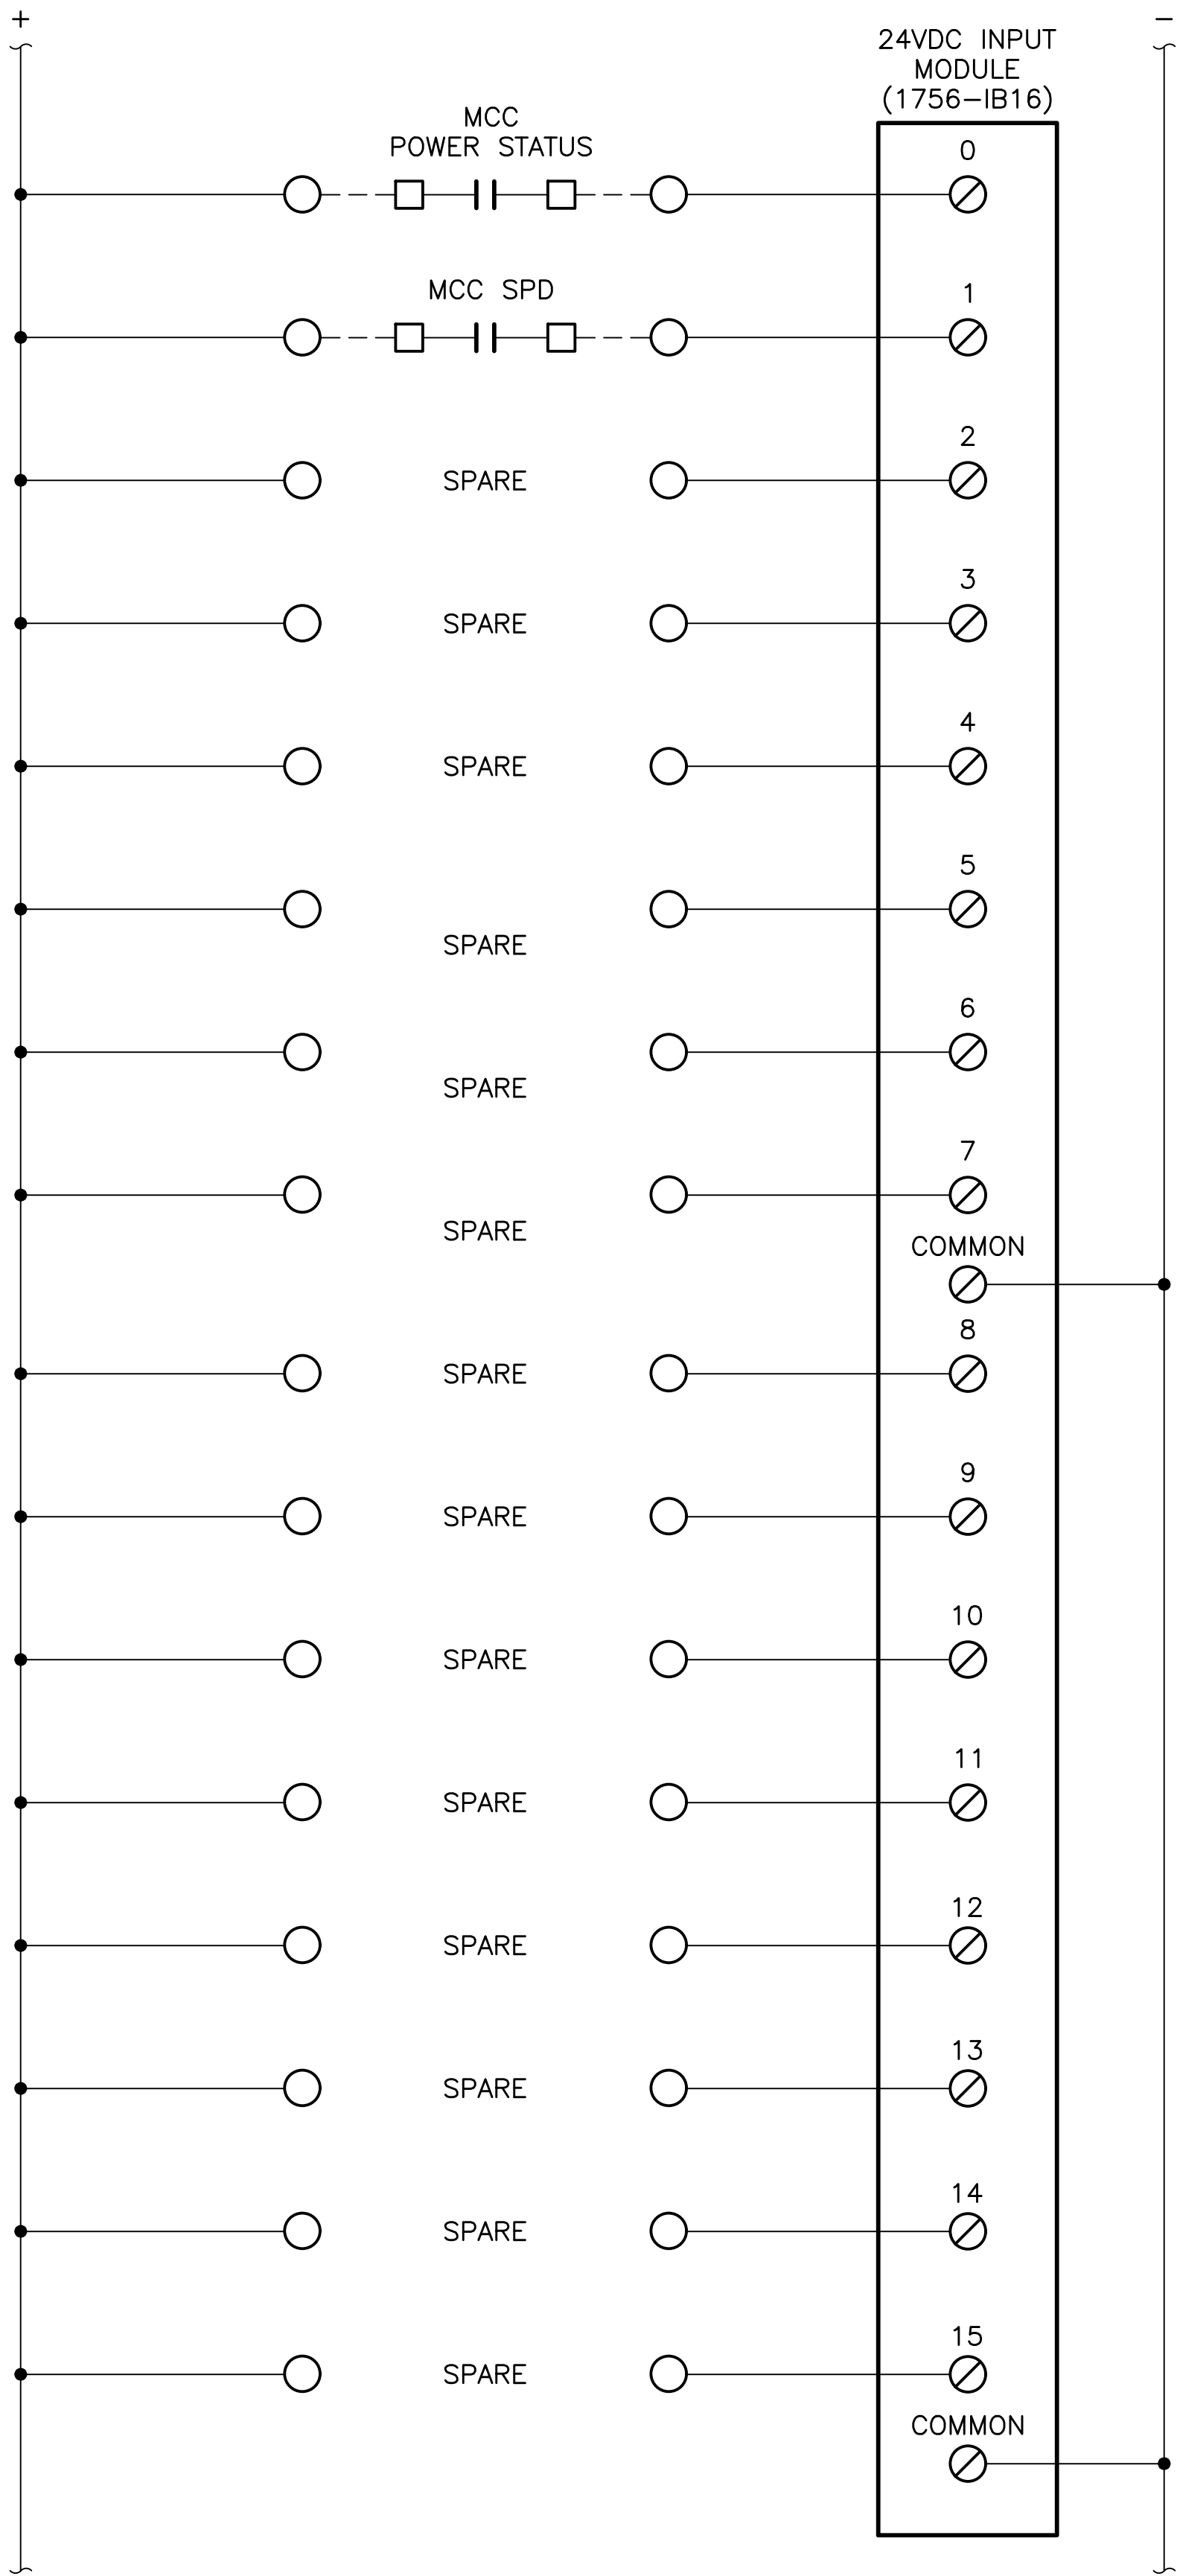 +
−
24VDC INPUT
MODULE
(1756−IB16)
MCC
POWER STATUS
0
MCC SPD
1
2
SPARE
3
SPARE
4
SPARE
5
SPARE
6
SPARE
7
SPARE
COMMON
8
SPARE
9
SPARE
10
SPARE
11
SPARE
12
SPARE
13
SPARE
14
SPARE
15
SPARE
COMMON